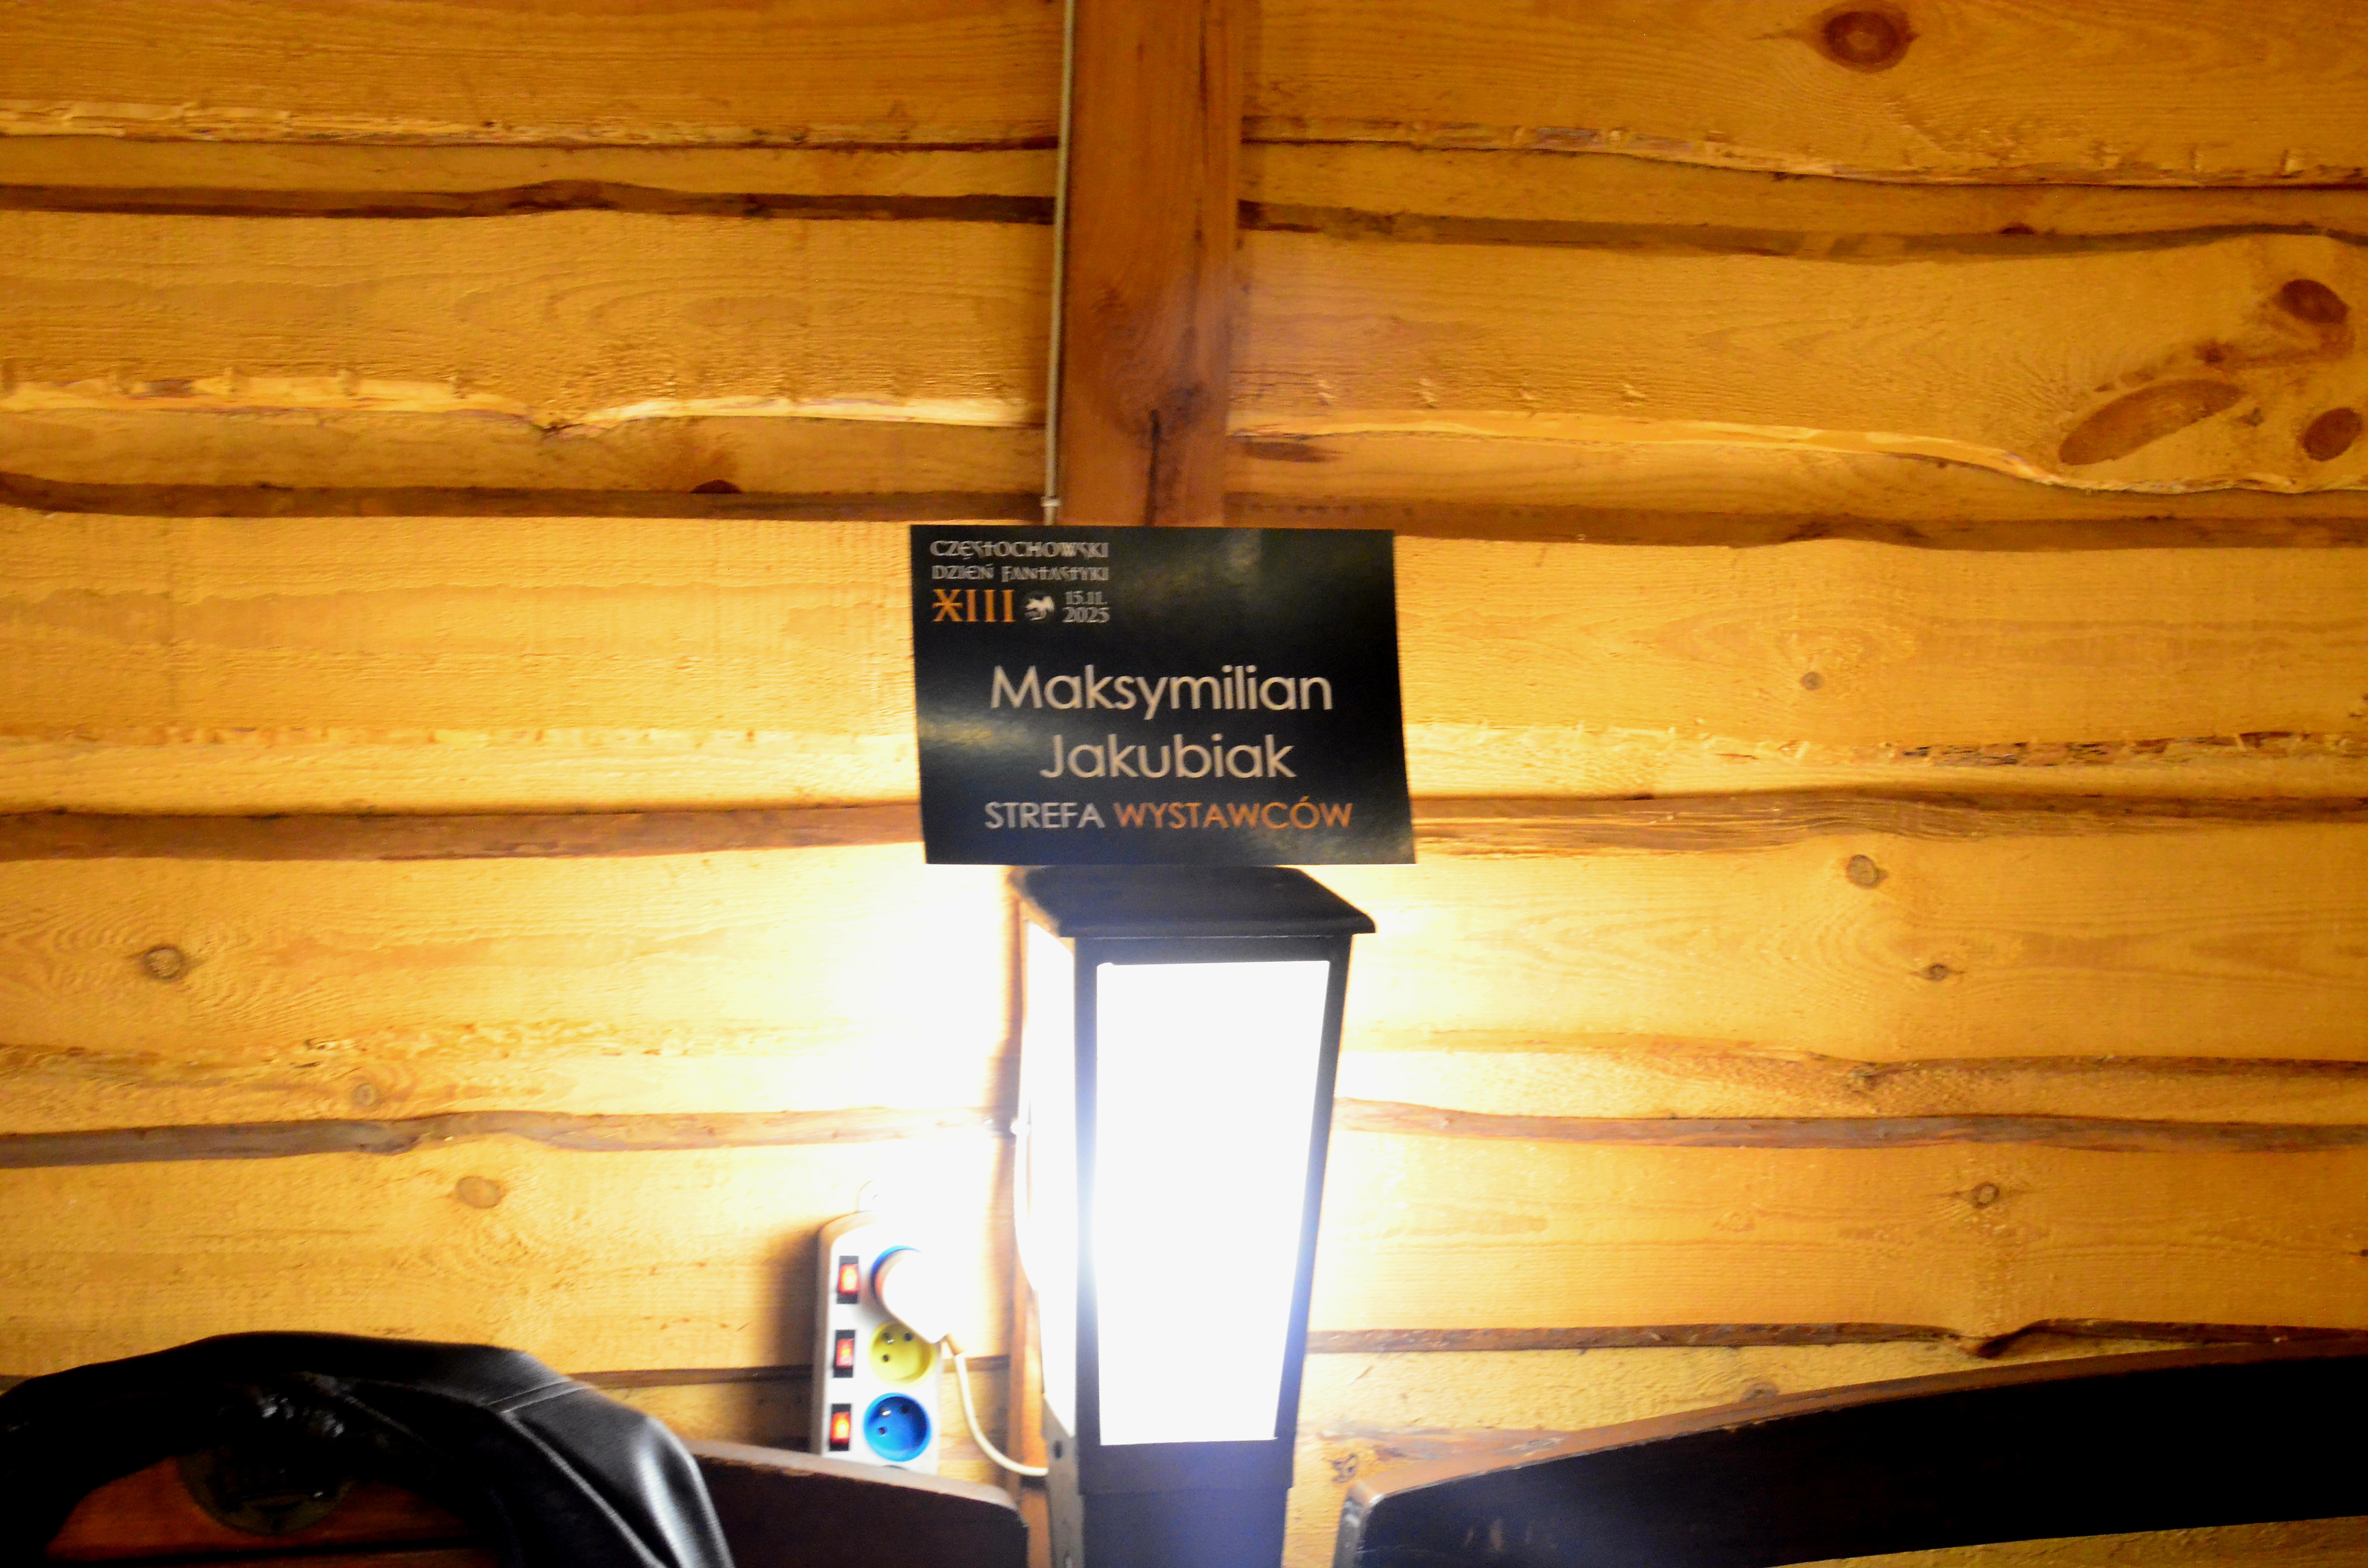 CZĘSTOCHOWSKI
DZIEŃ FANTASTYKI
XIII 15.11.
2025
Maksymilian
Jakubiak
STREFA WYSTAWCÓW